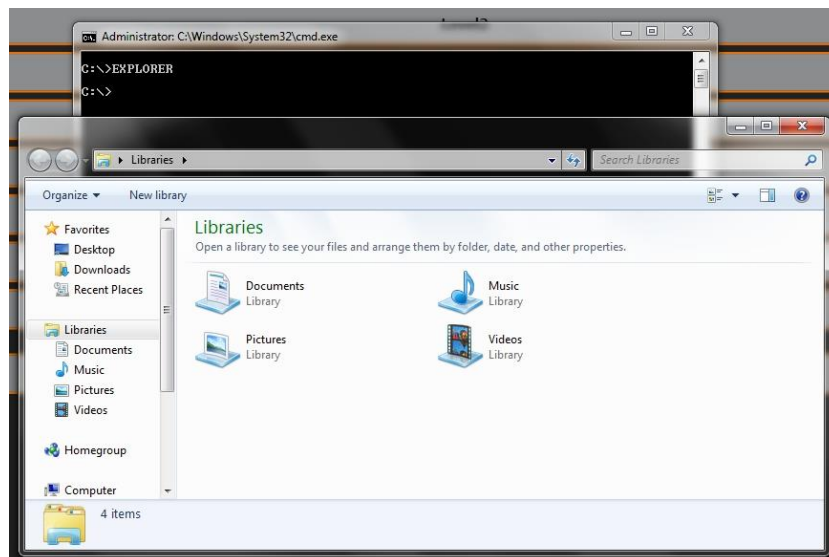 Administrator: C:\Windows\System32\cmd.exe
C:\>EXPLORER
C:\>
Libraries
Search Libraries
Organize
New library
Favorites
Desktop
Downloads
Recent Places
Libraries
Documents
Music
Pictures
Videos
Homegroup
Computer
Libraries
Open a library to see your files and arrange them by folder, date, and other properties.
Documents
Library
Music
Library
Pictures
Library
Videos
Library
4 items